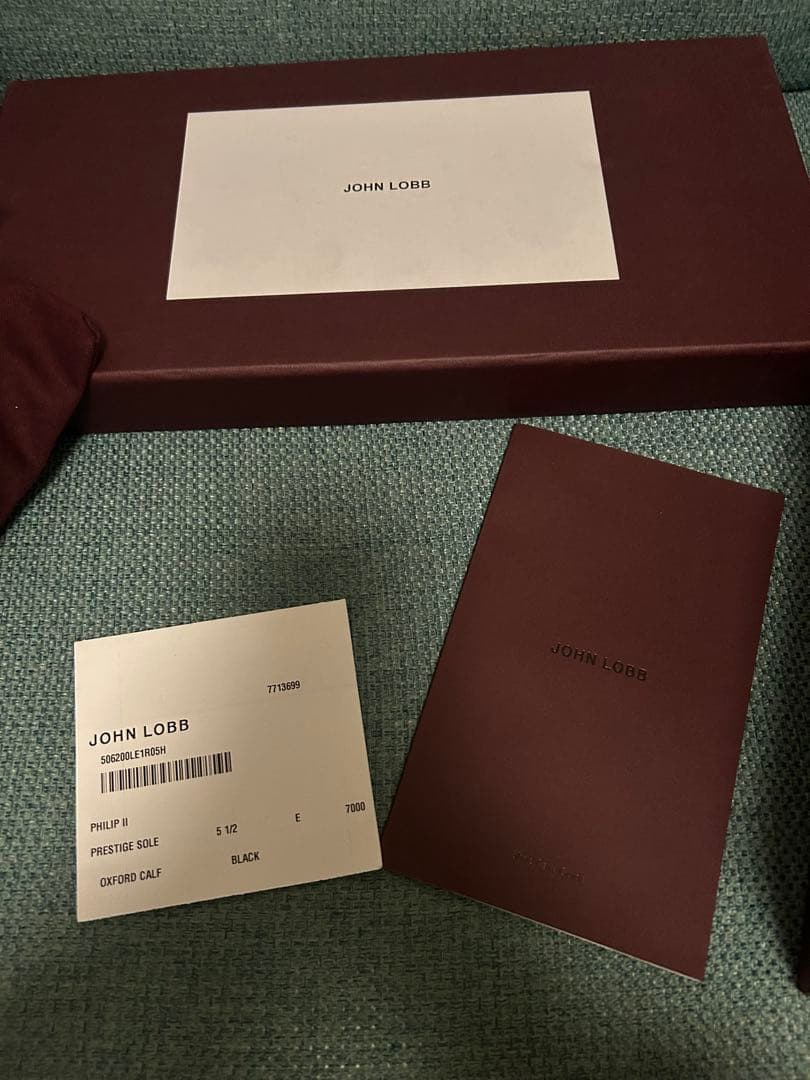 JOHN LOBB
JOHN LOBB
7713699
JOHN LOBB
506200LE1R05H
PHILIP II
PRESTIGE SOLE 5 1/2 E 7000
OXFORD CALF BLACK